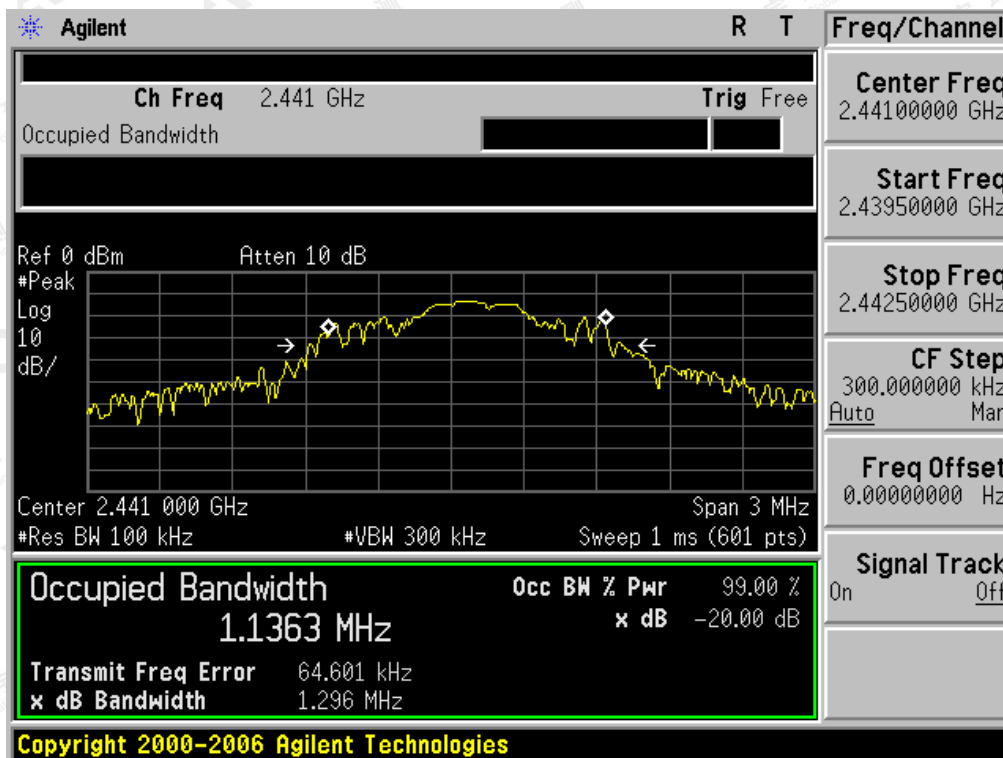 Agilent R T
Freq/Channel
Ch Freq 2.441 GHz Trig Free
Occupied Bandwidth
Center Freq
2.44100000 GHz
Start Freq
2.43950000 GHz
Stop Freq
2.44250000 GHz
CF Step
300.000000 kHz
Auto Man
Freq Offset
0.00000000 Hz
Signal Track
On Off
Ref 0 dBm Atten 10 dB
#Peak
Log
10
dB/
Center 2.441 000 GHz Span 3 MHz
#Res BW 100 kHz #VBW 300 kHz Sweep 1 ms (601 pts)
Occupied Bandwidth Occ BW % Pwr 99.00 %
1.1363 MHz x dB -20.00 dB
Transmit Freq Error 64.601 kHz
x dB Bandwidth 1.296 MHz
Copyright 2000-2006 Agilent Technologies